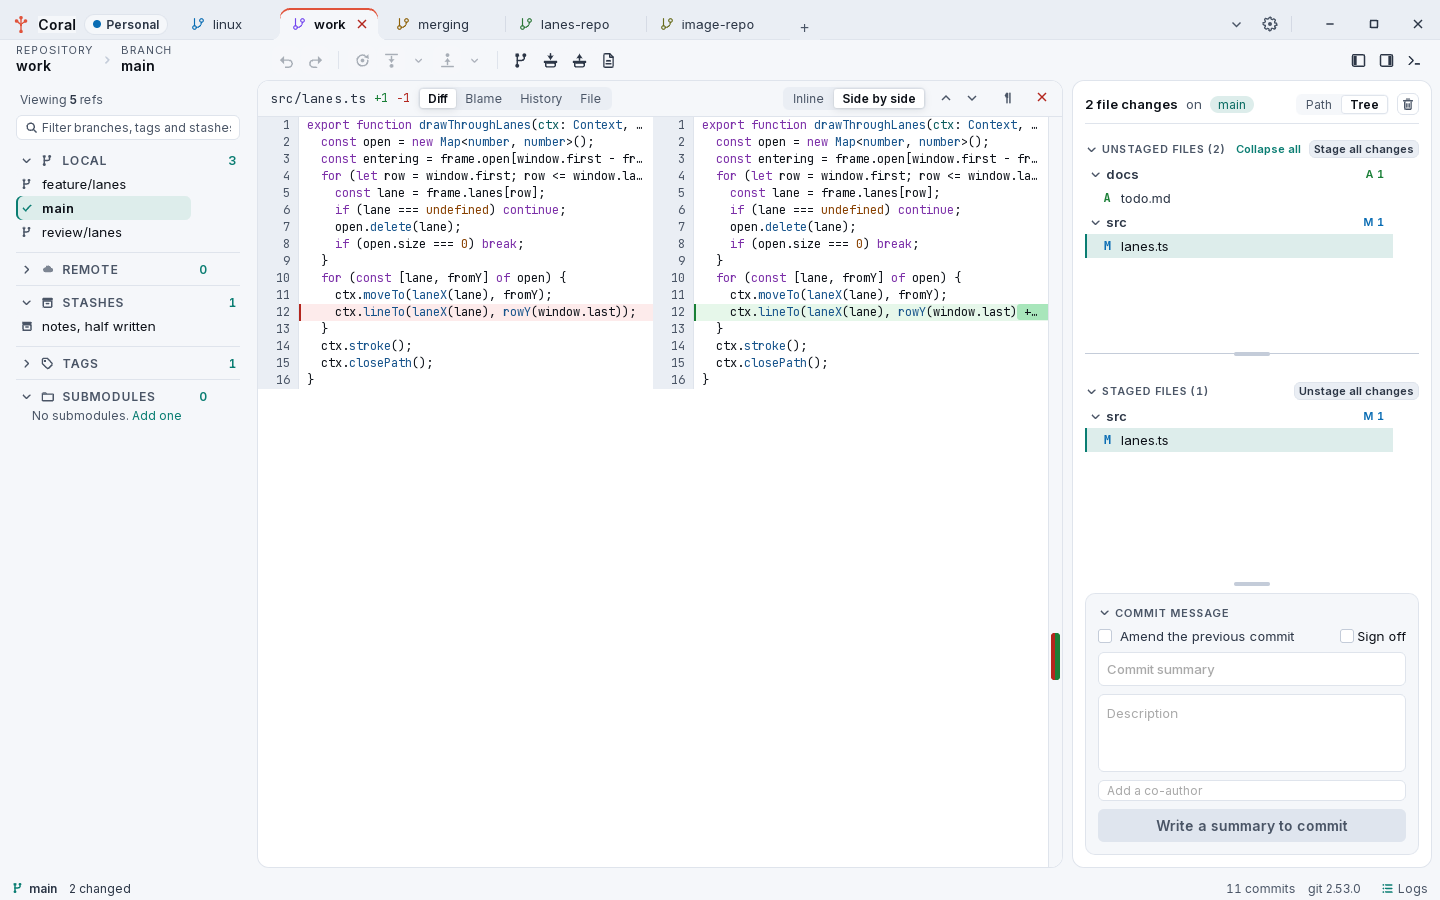 Coral Personal linux work merging lanes-repo image-repo +
REPOSITORY BRANCH
work main
src/lanes.ts +1 -1 Diff Blame History File Inline Side by side ¶
Viewing 5 refs
Filter branches, tags and stashes
LOCAL 3
feature/lanes
main
review/lanes
REMOTE 0
STASHES 1
notes, half written
TAGS 1
SUBMODULES 0
No submodules. Add one
1 export function drawThroughLanes(ctx: Context, …
2 const open = new Map<number, number>();
3 const entering = frame.open[window.first - fr…
4 for (let row = window.first; row <= window.la…
5 const lane = frame.lanes[row];
6 if (lane === undefined) continue;
7 open.delete(lane);
8 if (open.size === 0) break;
9 }
10 for (const [lane, fromY] of open) {
11 ctx.moveTo(laneX(lane), fromY);
12 ctx.lineTo(laneX(lane), rowY(window.last));
13 }
14 ctx.stroke();
15 ctx.closePath();
16 }
1 export function drawThroughLanes(ctx: Context, …
2 const open = new Map<number, number>();
3 const entering = frame.open[window.first - fr…
4 for (let row = window.first; row <= window.la…
5 const lane = frame.lanes[row];
6 if (lane === undefined) continue;
7 open.delete(lane);
8 if (open.size === 0) break;
9 }
10 for (const [lane, fromY] of open) {
11 ctx.moveTo(laneX(lane), fromY);
12 ctx.lineTo(laneX(lane), rowY(window.last) +…
13 }
14 ctx.stroke();
15 ctx.closePath();
16 }
2 file changes on main Path Tree
UNSTAGED FILES (2) Collapse all Stage all changes
docs A 1
A todo.md
src M 1
M lanes.ts
STAGED FILES (1) Unstage all changes
src M 1
M lanes.ts
COMMIT MESSAGE
Amend the previous commit Sign off
Commit summary
Description
Add a co-author
Write a summary to commit
main 2 changed 11 commits git 2.53.0 Logs